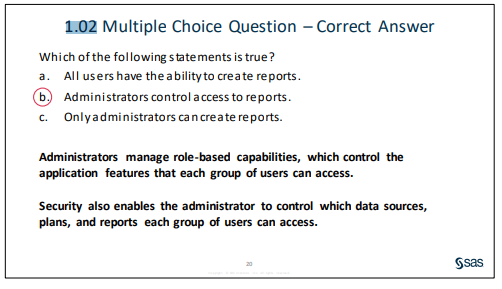 1.02 Multiple Choice Question – Correct Answer
Which of the following statements is true?
a. All users have the ability to create reports.
b. Administrators control access to reports.
c. Only administrators can create reports.
Administrators manage role-based capabilities, which control the
application features that each group of users can access.
Security also enables the administrator to control which data sources,
plans, and reports each group of users can access.
20
sas